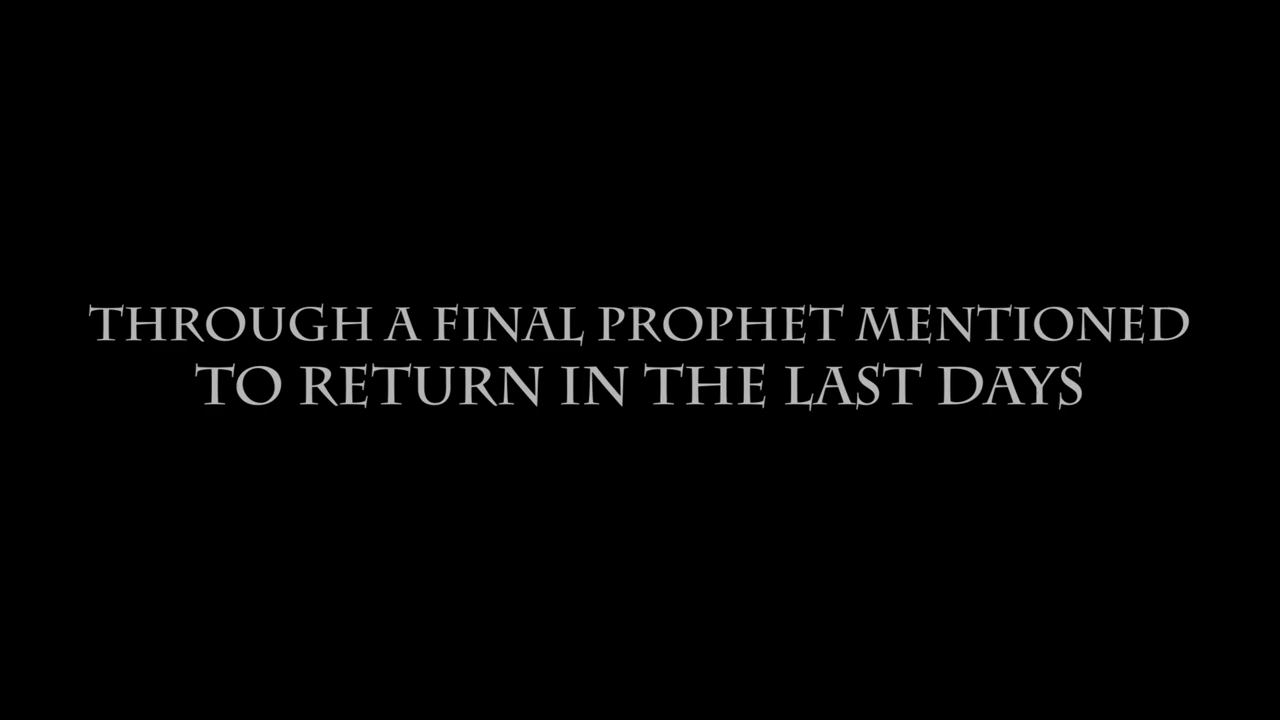 THROUGH A FINAL PROPHET MENTIONED
TO RETURN IN THE LAST DAYS